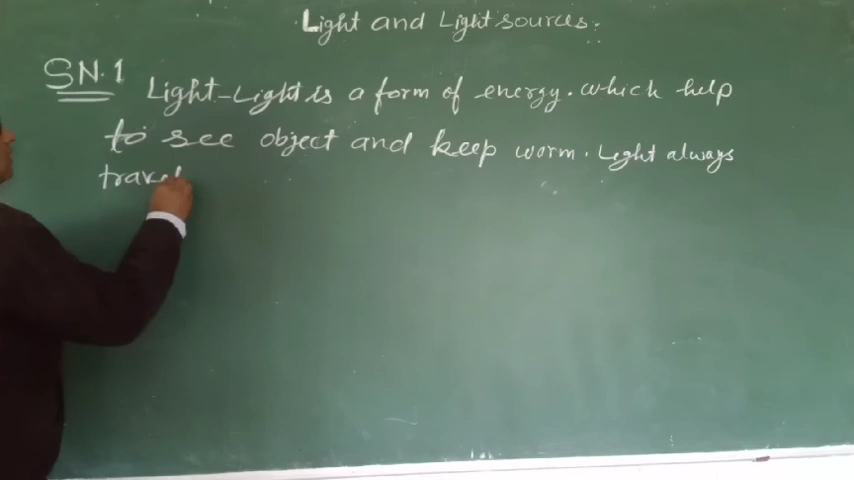 Light and Light sources.
SN.1 Light-Light is a form of energy. which help
to see object and keep worm. Light always
travel